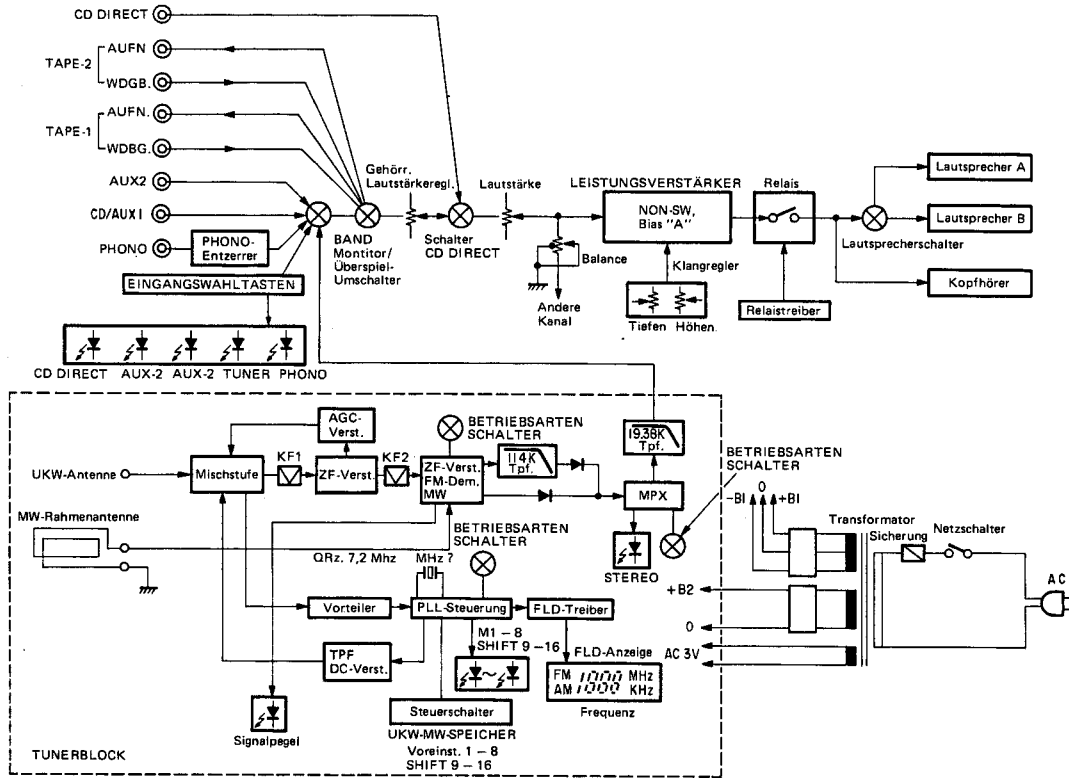 CD DIRECT
AUFN
TAPE-2
WDGB.
AUFN.
TAPE-1
WDBG.
AUX2
CD/AUX1
PHONO
PHONO-
Entzerrer
EINGANGSWAHLTASTEN
CD DIRECT AUX-2 AUX-2 TUNER PHONO
BAND
Montitor/
Überspiel-
Umschalter
Gehörr.
Lautstärkeregl.
Schalter
CD DIRECT
Lautstärke
Balance
Andere
Kanal
LEISTUNGSVERSTÄRKER
NON-SW,
Bias "A"
Klangregler
Tiefen Höhen.
Relais
Relaistreiber
Lautsprecherschalter
Lautsprecher A
Lautsprecher B
Kopfhörer
UKW-Antenne
Mischstufe
AGC-
Verst.
KF1
ZF-Verst.
KF2
ZF-Verst.
FM-Dem.
MW
BETRIEBSARTEN
SCHALTER
114K
Tpf.
19.38K
Tpf.
MPX
STEREO
BETRIEBSARTEN
SCHALTER
MW-Rahmenantenne
BETRIEBSARTEN
SCHALTER
QRz. 7,2 Mhz
MHz ?
Vorteiler
PLL-Steuerung
FLD-Treiber
TPF
DC-Verst.
M1 – 8
SHIFT 9 – 16
~
FLD-Anzeige
FM 1000 MHz
AM 1000 KHz
Frequenz
Signalpegel
Steuerschalter
UKW-MW-SPEICHER
Voreinst. 1 – 8
SHIFT 9 – 16
TUNERBLOCK
–B1
0
+B1
Transformator
Sicherung
Netzschalter
AC
+B2
0
AC 3V